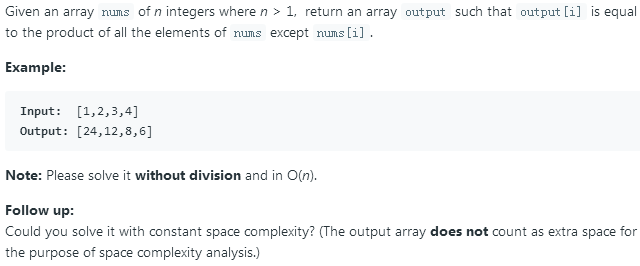 Given an array nums of n integers where n > 1, return an array output such that output[i] is equal
to the product of all the elements of nums except nums[i] .
Example:
Input: [1,2,3,4]
Output: [24,12,8,6]
Note: Please solve it without division and in O(n).
Follow up:
Could you solve it with constant space complexity? (The output array does not count as extra space for
the purpose of space complexity analysis.)